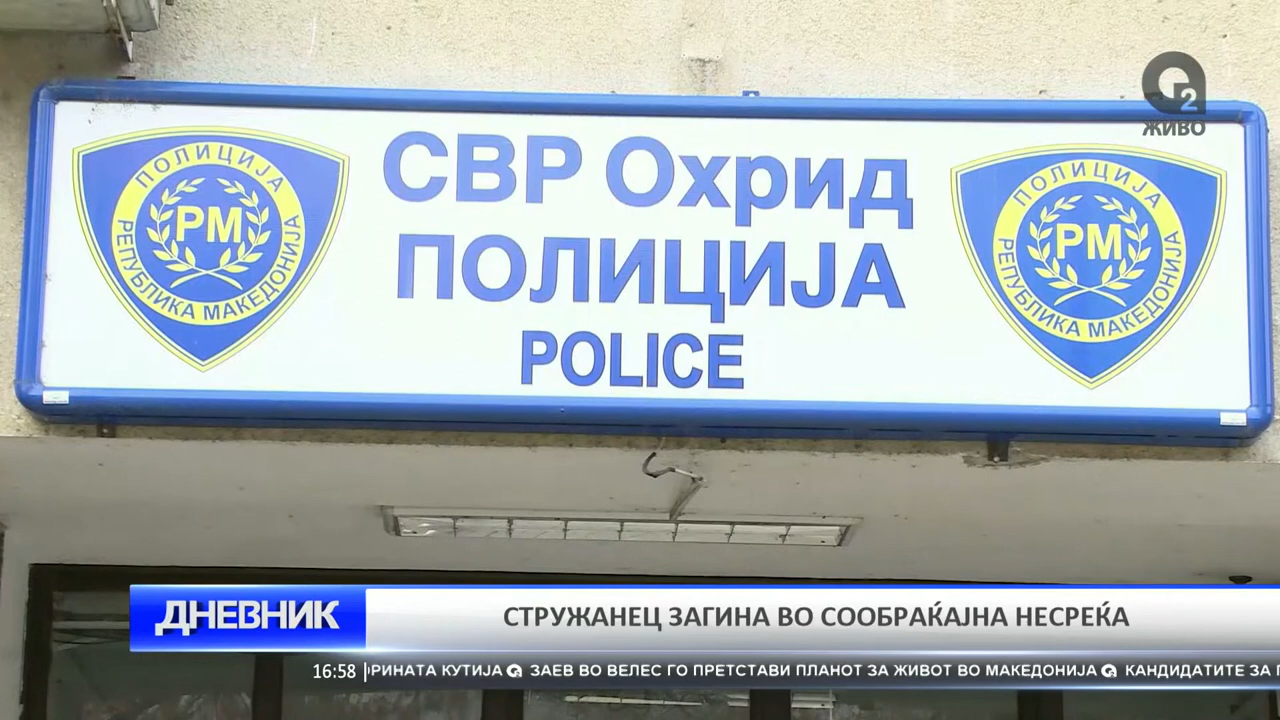 2
ЖИВО
СВР Охрид
ПОЛИЦИЈА
POLICE
ПОЛИЦИЈА
РМ
РЕПУБЛИКА МАКЕДОНИЈА
ПОЛИЦИЈА
РМ
РЕПУБЛИКА МАКЕДОНИЈА
ДНЕВНИК
СТРУЖАНЕЦ ЗАГИНА ВО СООБРАЌАЈНА НЕСРЕЌА
16:58 КУТИЈА ЗАЕВ ВО ВЕЛЕС ГО ПРЕТСТАВИ ПЛАНОТ ЗА ЖИВОТ ВО МАКЕДОНИЈА КАНДИДАТИТЕ ЗА